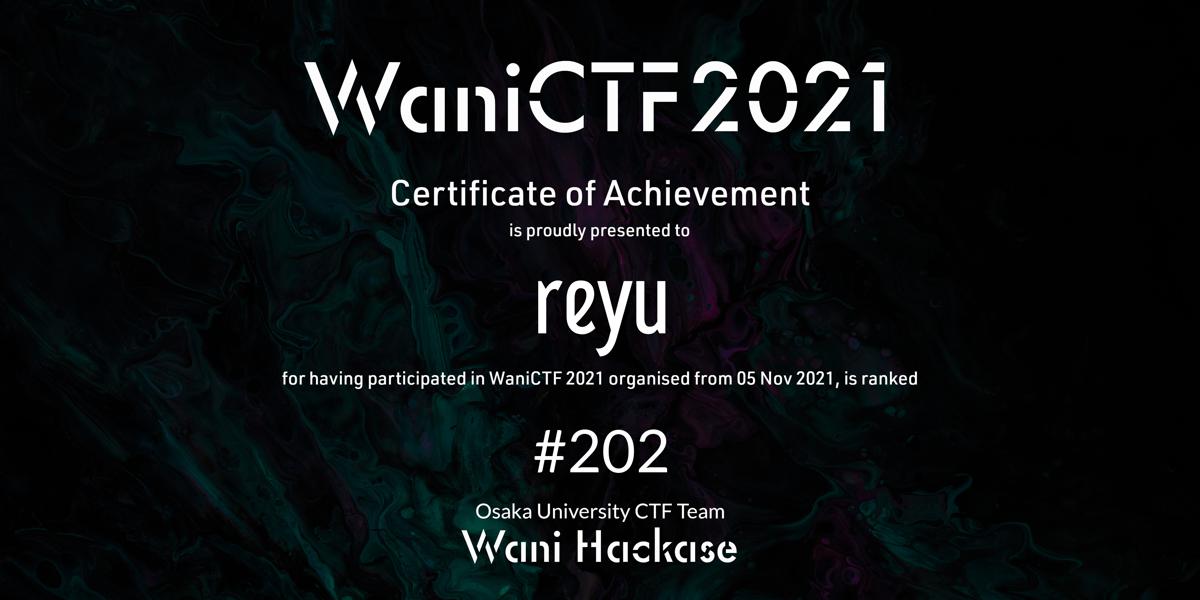 WaniCTF2021
Certificate of Achievement
is proudly presented to
reyu
for having participated in WaniCTF 2021 organised from 05 Nov 2021, is ranked
#202
Osaka University CTF Team
Wani Hackase